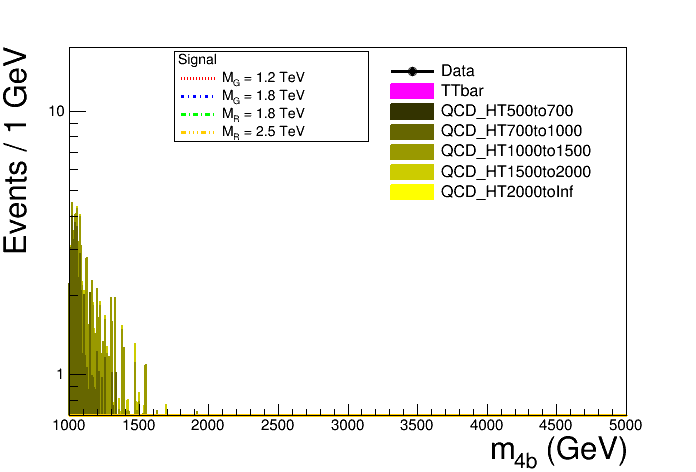 Events / 1 GeV
10
1
Signal
M_G = 1.2 TeV
M_G = 1.8 TeV
M_R = 1.8 TeV
M_R = 2.5 TeV
Data
TTbar
QCD_HT500to700
QCD_HT700to1000
QCD_HT1000to1500
QCD_HT1500to2000
QCD_HT2000toInf
1000 1500 2000 2500 3000 3500 4000 4500 5000
m_4b (GeV)